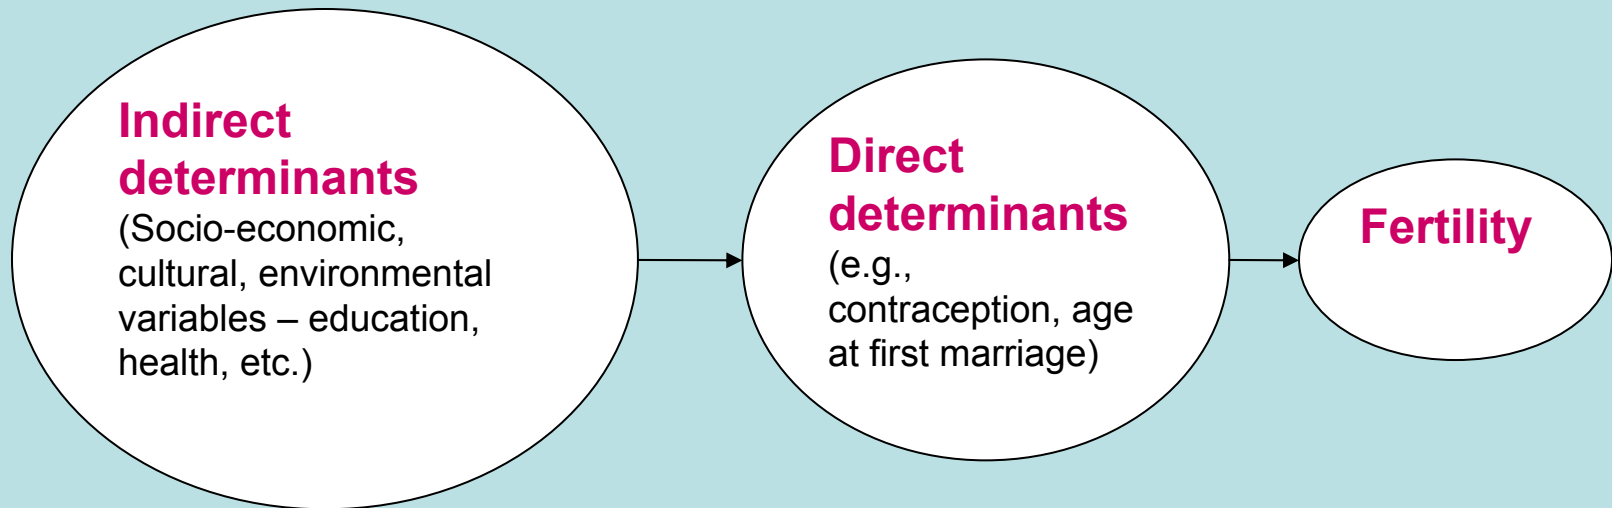 Indirect
determinants
(Socio-economic,
cultural, environmental
variables – education,
health, etc.)
Direct
determinants
(e.g.,
contraception, age
at first marriage)
Fertility